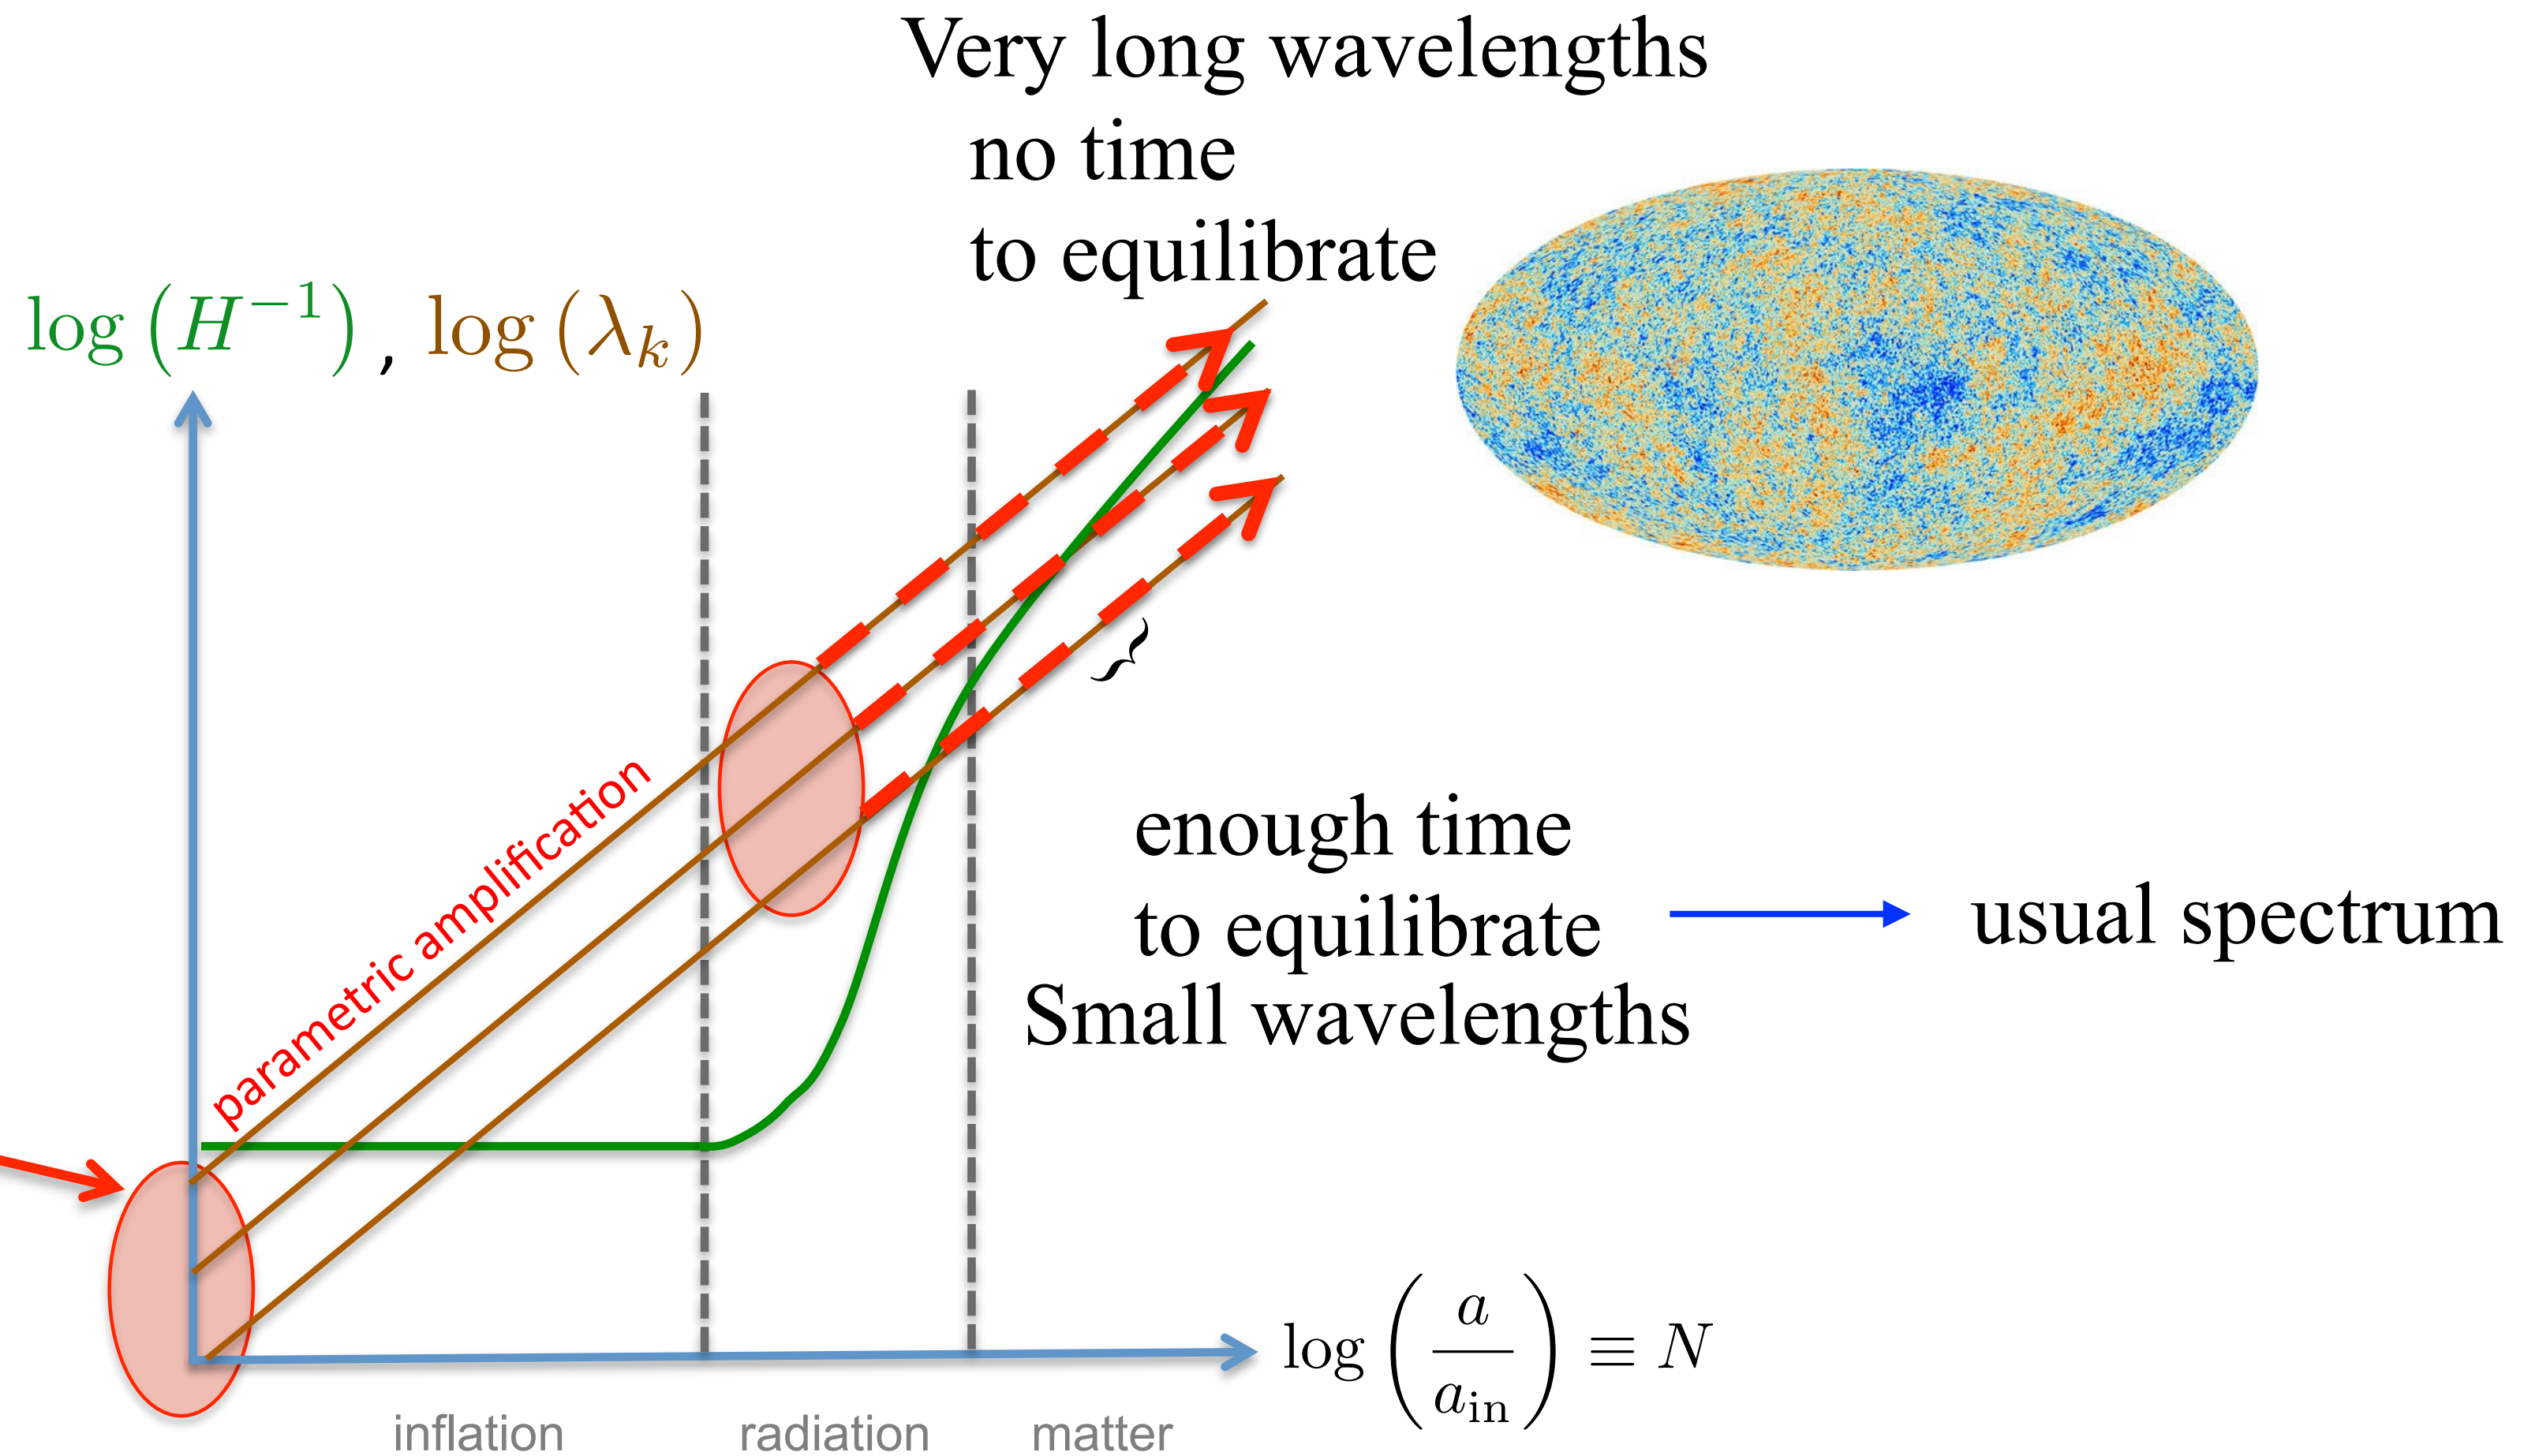 Very long wavelengths
no time
to equilibrate
log (H⁻¹) , log (λₖ)
parametric amplification
}
enough time
to equilibrate
Small wavelengths
usual spectrum
log (a / a_in) ≡ N
inflation
radiation
matter